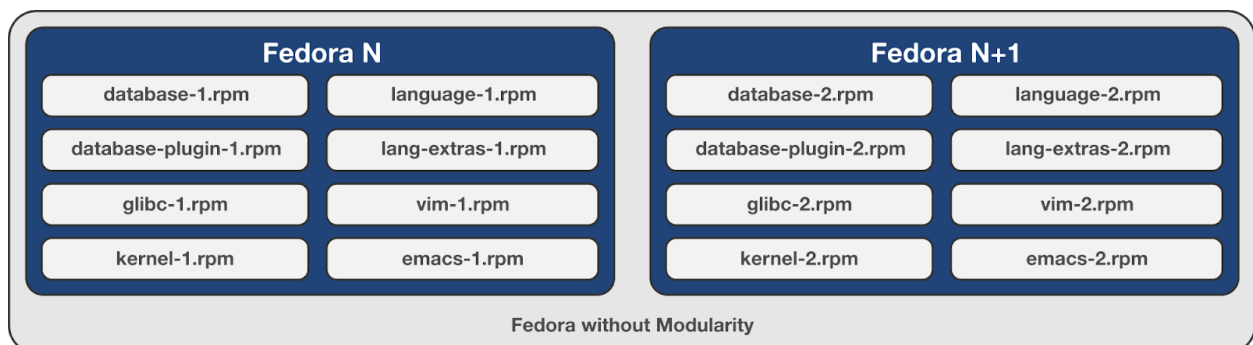 Fedora N
database-1.rpm
language-1.rpm
database-plugin-1.rpm
lang-extras-1.rpm
glibc-1.rpm
vim-1.rpm
kernel-1.rpm
emacs-1.rpm
Fedora N+1
database-2.rpm
language-2.rpm
database-plugin-2.rpm
lang-extras-2.rpm
glibc-2.rpm
vim-2.rpm
kernel-2.rpm
emacs-2.rpm
Fedora without Modularity